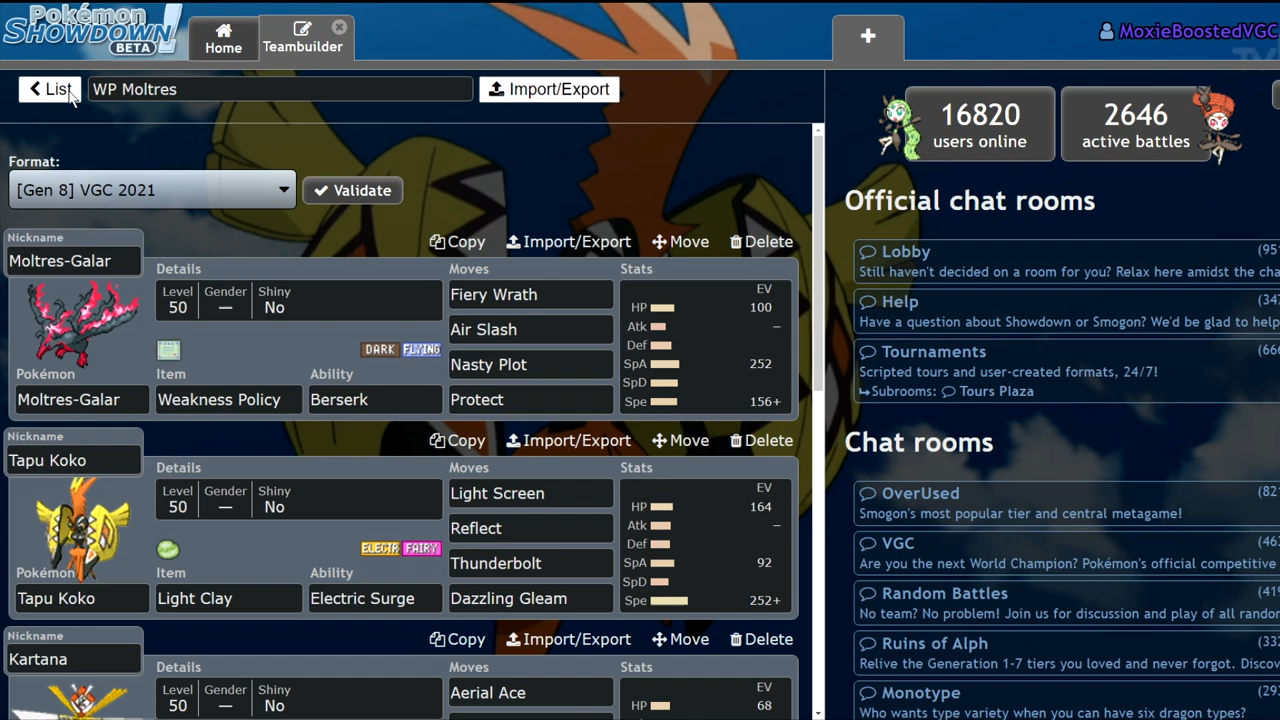 Pokémon
SHOWDOWN!
BETA
Home
Teambuilder
+
MoxieBoostedVGC
List
WP Moltres
Import/Export
16820
users online
2646
active battles
Format:
[Gen 8] VGC 2021
Validate
Official chat rooms
Nickname
Moltres-Galar
Copy Import/Export Move Delete
Details
Level Gender Shiny
50 — No
DARK FLYING
Pokémon Item Ability
Moltres-Galar Weakness Policy Berserk
Moves
Fiery Wrath
Air Slash
Nasty Plot
Protect
Stats
EV
HP 100
Atk –
Def
SpA 252
SpD
Spe 156+
Nickname
Tapu Koko
Copy Import/Export Move Delete
Details
Level Gender Shiny
50 — No
ELECTR FAIRY
Pokémon Item Ability
Tapu Koko Light Clay Electric Surge
Moves
Light Screen
Reflect
Thunderbolt
Dazzling Gleam
Stats
EV
HP 164
Atk –
Def
SpA 92
SpD
Spe 252+
Nickname
Kartana
Copy Import/Export Move Delete
Details
Level Gender Shiny
50 — No
Moves
Aerial Ace
Stats
EV
HP 68
Lobby (951
Still haven't decided on a room for you? Relax here amidst the cha
Help (347
Have a question about Showdown or Smogon? We'd be glad to help
Tournaments (666
Scripted tours and user-created formats, 24/7!
↳Subrooms: Tours Plaza
Chat rooms
OverUsed (821
Smogon's most popular tier and central metagame!
VGC (463
Are you the next World Champion? Pokémon's official competitive
Random Battles (419
No team? No problem! Join us for discussion and play of all random
Ruins of Alph (332
Relive the Generation 1-7 tiers you loved and never forgot. Discov
Monotype (293
Who wants type variety when you can have six dragon types?